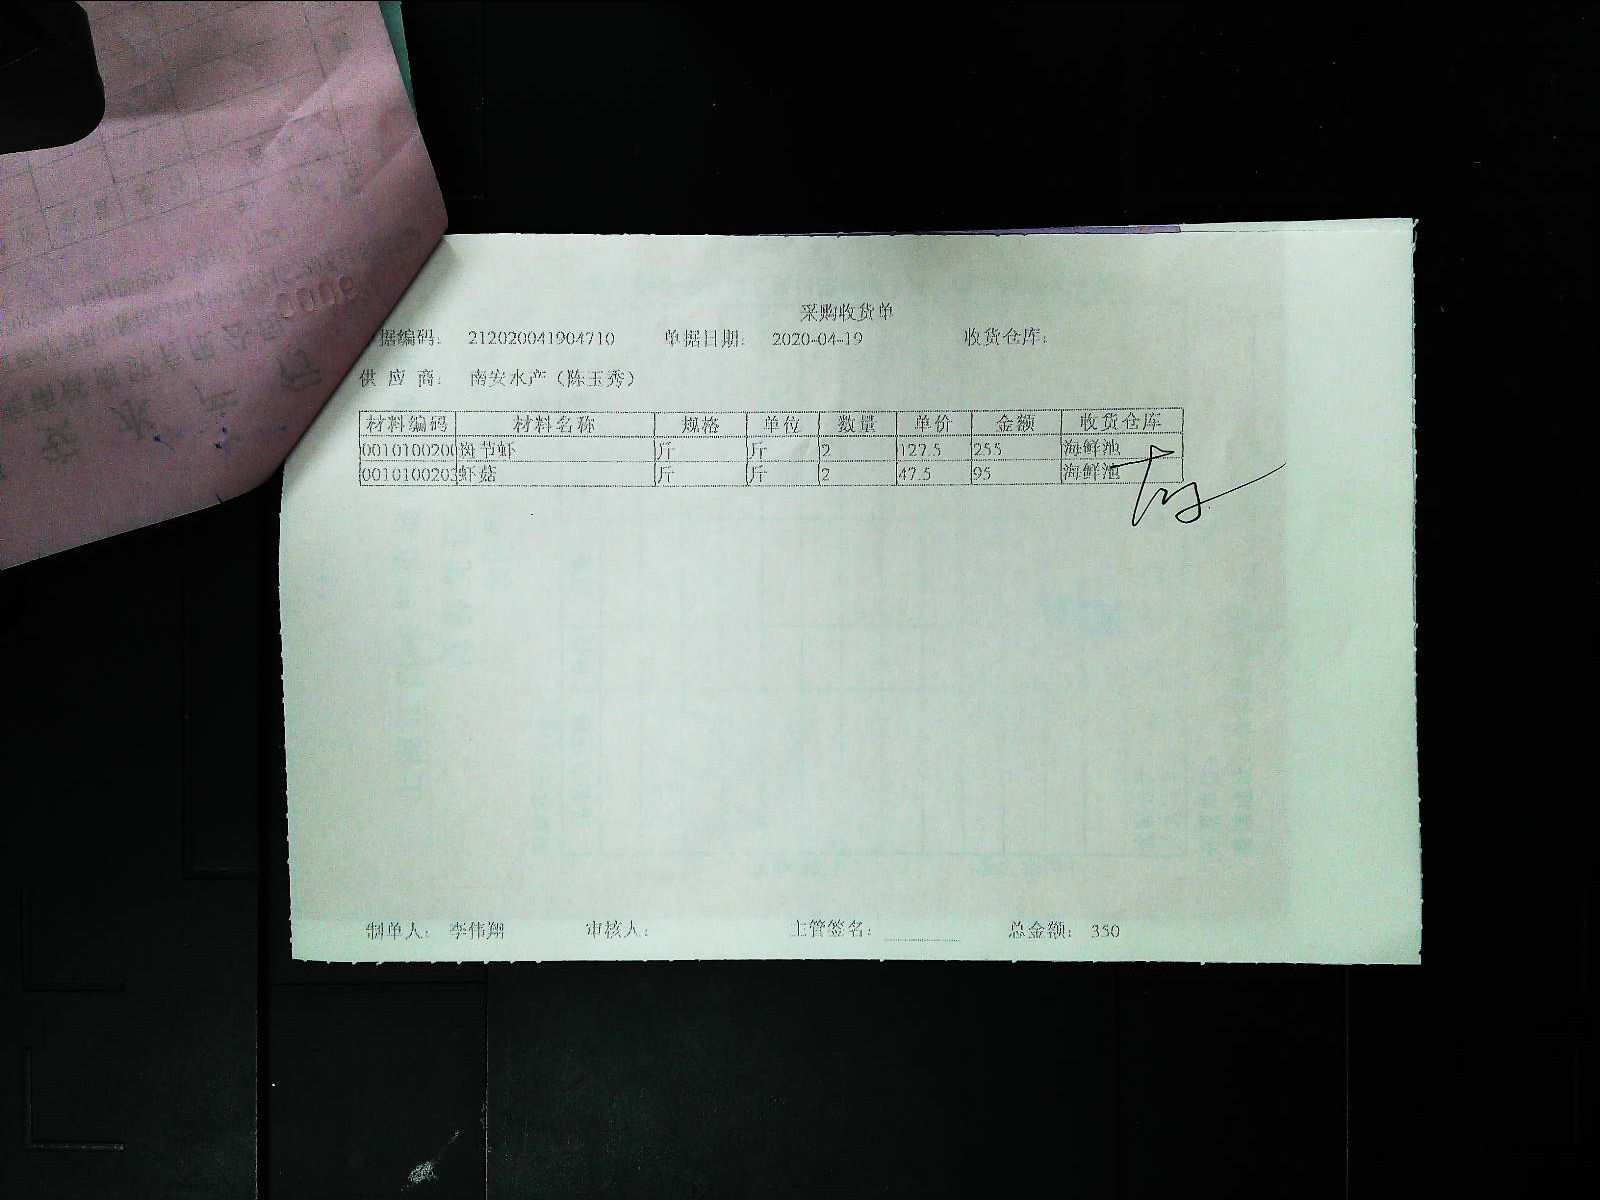 采购收货单
据编码： 212020041904710 单据日期： 2020-04-19 收货仓库：
供 应 商： 南安水产（陈玉秀）
材料编码 材料名称 规格 单位 数量 单价 金额 收货仓库
0010100200 斑节虾 斤 斤 2 127.5 255 海鲜池
0010100203 虾菇 斤 斤 2 47.5 95 海鲜池
制单人： 李伟翔 审核人： 主管签名： 总金额： 350